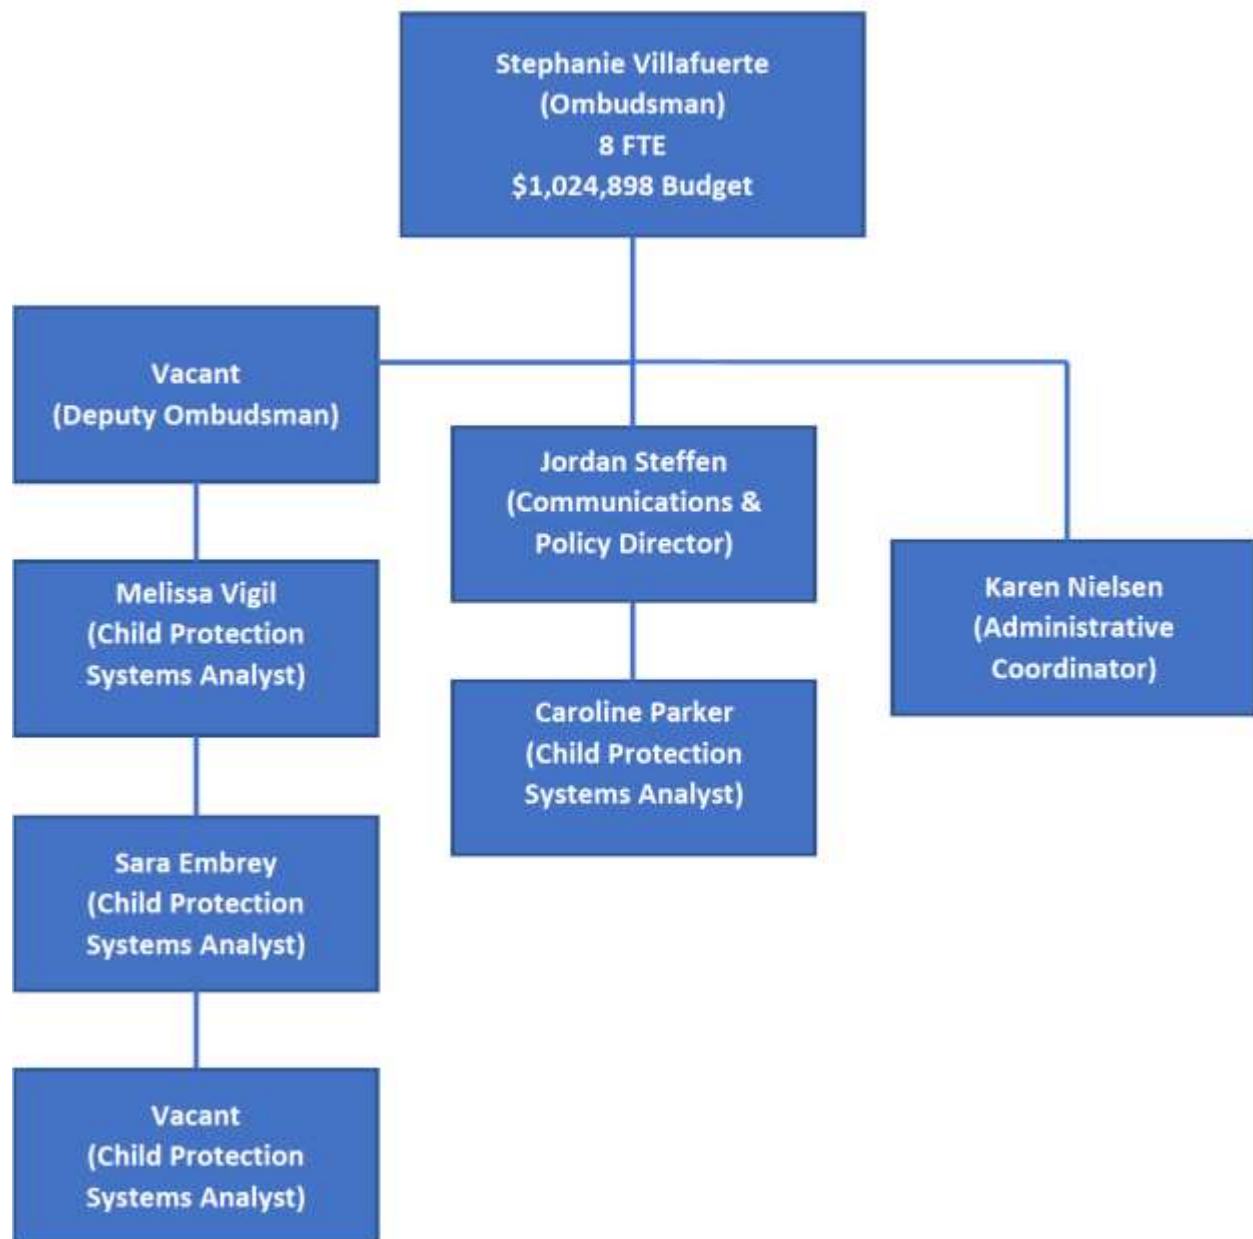 Stephanie Villafuerte
(Ombudsman)
8 FTE
$1,024,898 Budget
Vacant
(Deputy Ombudsman)
Jordan Steffen
(Communications &
Policy Director)
Karen Nielsen
(Administrative
Coordinator)
Melissa Vigil
(Child Protection
Systems Analyst)
Caroline Parker
(Child Protection
Systems Analyst)
Sara Embrey
(Child Protection
Systems Analyst)
Vacant
(Child Protection
Systems Analyst)